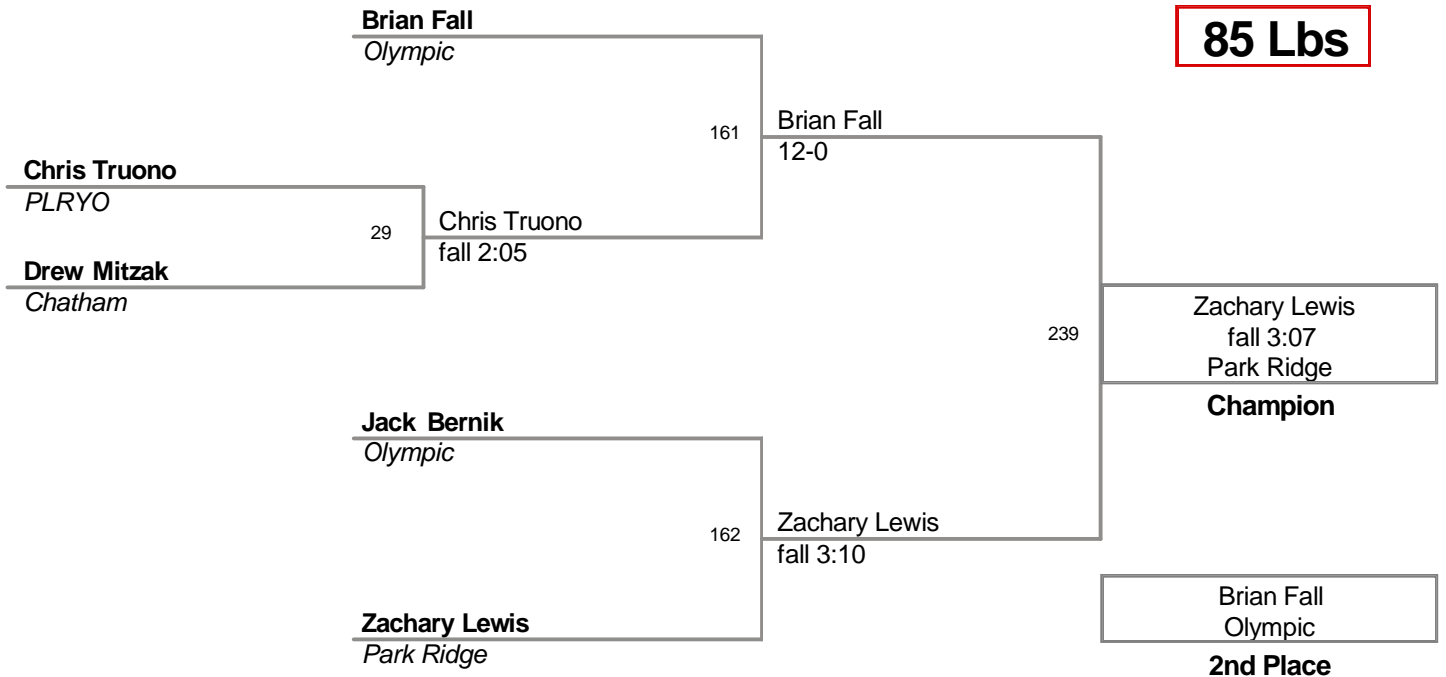 Brian Fall
Olympic
85 Lbs
161
Brian Fall
12-0
Chris Truono
PLRYO
29
Chris Truono
fall 2:05
Drew Mitzak
Chatham
239
Zachary Lewis
fall 3:07
Park Ridge
Champion
Jack Bernik
Olympic
162
Zachary Lewis
fall 3:10
Zachary Lewis
Park Ridge
Brian Fall
Olympic
2nd Place